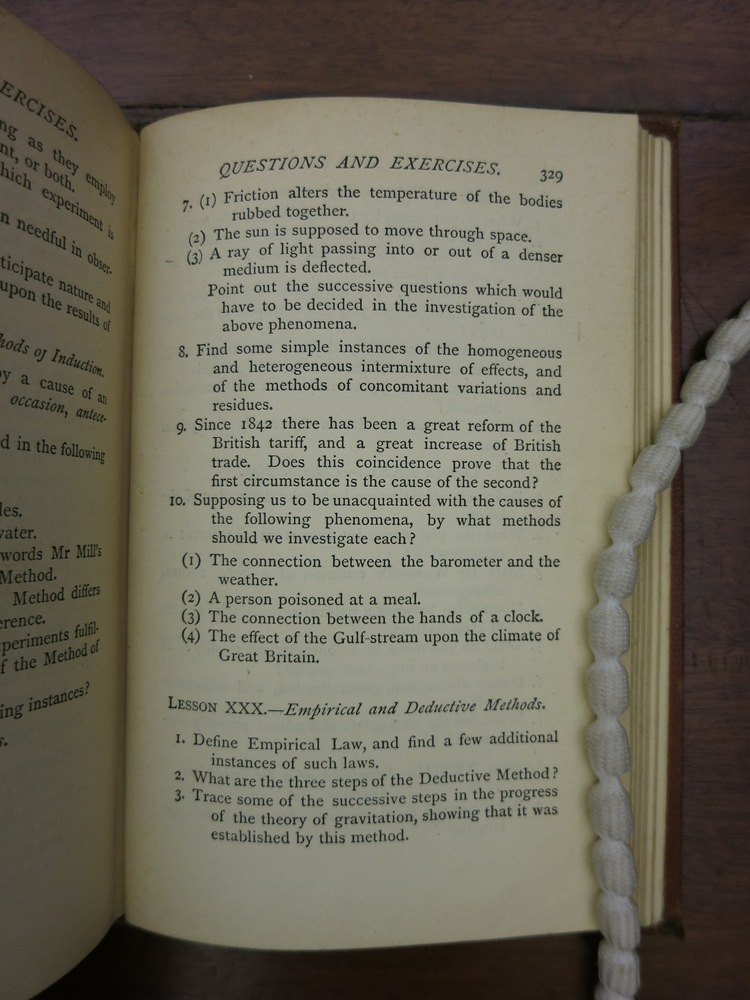 ERCISES.
ng as they employ
nt, or both.
hich experiment is
n needful in obser-
ticipate nature and
upon the results of
hods of Induction.
by a cause of an
occasion, antece-
d in the following
les.
vater.
words Mr Mill's
Method.
Method differs
erence.
periments fulfil-
f the Method of
ing instances?
QUESTIONS AND EXERCISES. 329
7. (1) Friction alters the temperature of the bodies
rubbed together.
(2) The sun is supposed to move through space.
(3) A ray of light passing into or out of a denser
medium is deflected.
Point out the successive questions which would
have to be decided in the investigation of the
above phenomena.
8. Find some simple instances of the homogeneous
and heterogeneous intermixture of effects, and
of the methods of concomitant variations and
residues.
9. Since 1842 there has been a great reform of the
British tariff, and a great increase of British
trade. Does this coincidence prove that the
first circumstance is the cause of the second?
10. Supposing us to be unacquainted with the causes of
the following phenomena, by what methods
should we investigate each?
(1) The connection between the barometer and the
weather.
(2) A person poisoned at a meal.
(3) The connection between the hands of a clock.
(4) The effect of the Gulf-stream upon the climate of
Great Britain.
LESSON XXX.—Empirical and Deductive Methods.
1. Define Empirical Law, and find a few additional
instances of such laws.
2. What are the three steps of the Deductive Method?
3. Trace some of the successive steps in the progress
of the theory of gravitation, showing that it was
established by this method.